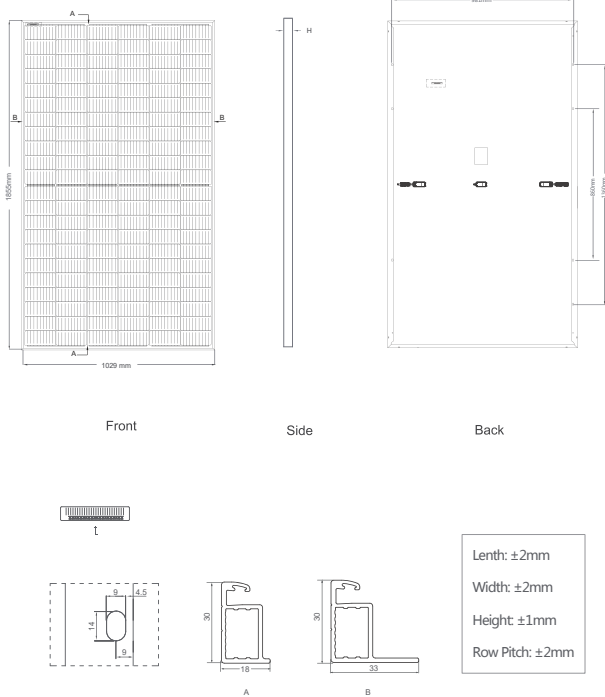 A
H
B
B
1855mm
860mm
1160mm
A
1029 mm
Front
Side
Back
t
9
4.5
14
9
30
18
A
30
33
B
Lenth: ±2mm
Width: ±2mm
Height: ±1mm
Row Pitch: ±2mm